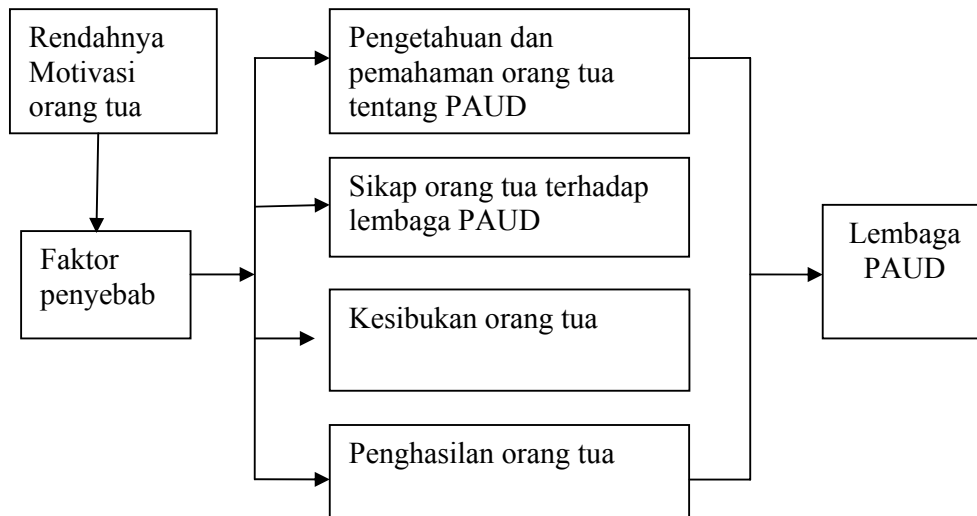 Rendahnya
Motivasi
orang tua
Faktor
penyebab
Pengetahuan dan
pemahaman orang tua
tentang PAUD
Sikap orang tua terhadap
lembaga PAUD
Kesibukan orang tua
Penghasilan orang tua
Lembaga
PAUD